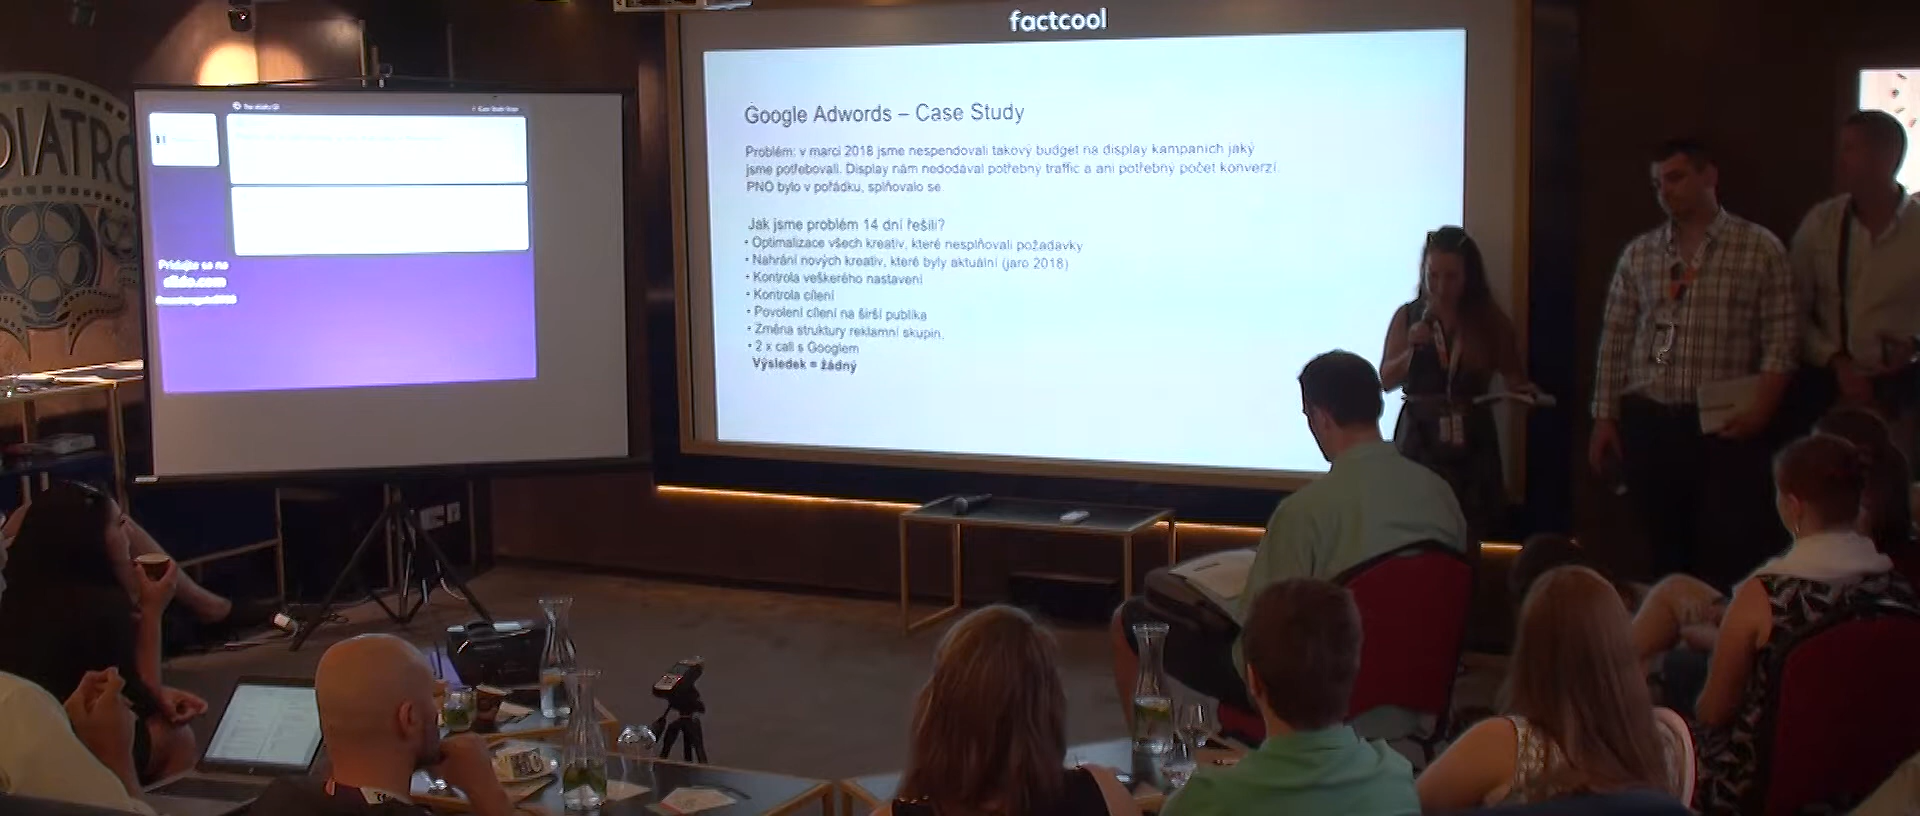 factcool
Google Adwords – Case Study
Problém: v marci 2018 jsme nespendovali takový budget na display kampaních jaký
jsme potřebovali. Display nám nedodával potřebný traffic a ani potřebný počet konverzí.
PNO bylo v pořádku, splňovalo se.
Jak jsme problém 14 dní řešili?
• Optimalizace všech kreativ, které nesplňovali požadavky
• Nahrání nových kreativ, které byly aktuální (jaro 2018)
• Kontrola veškerého nastavení
• Kontrola cílení
• Povolení cílení na širší publika
• Změna struktury reklamní skupin,
• 2 x call s Googlem
Výsledek = žádný
Pridajte sa na
slido.com
DIATRO